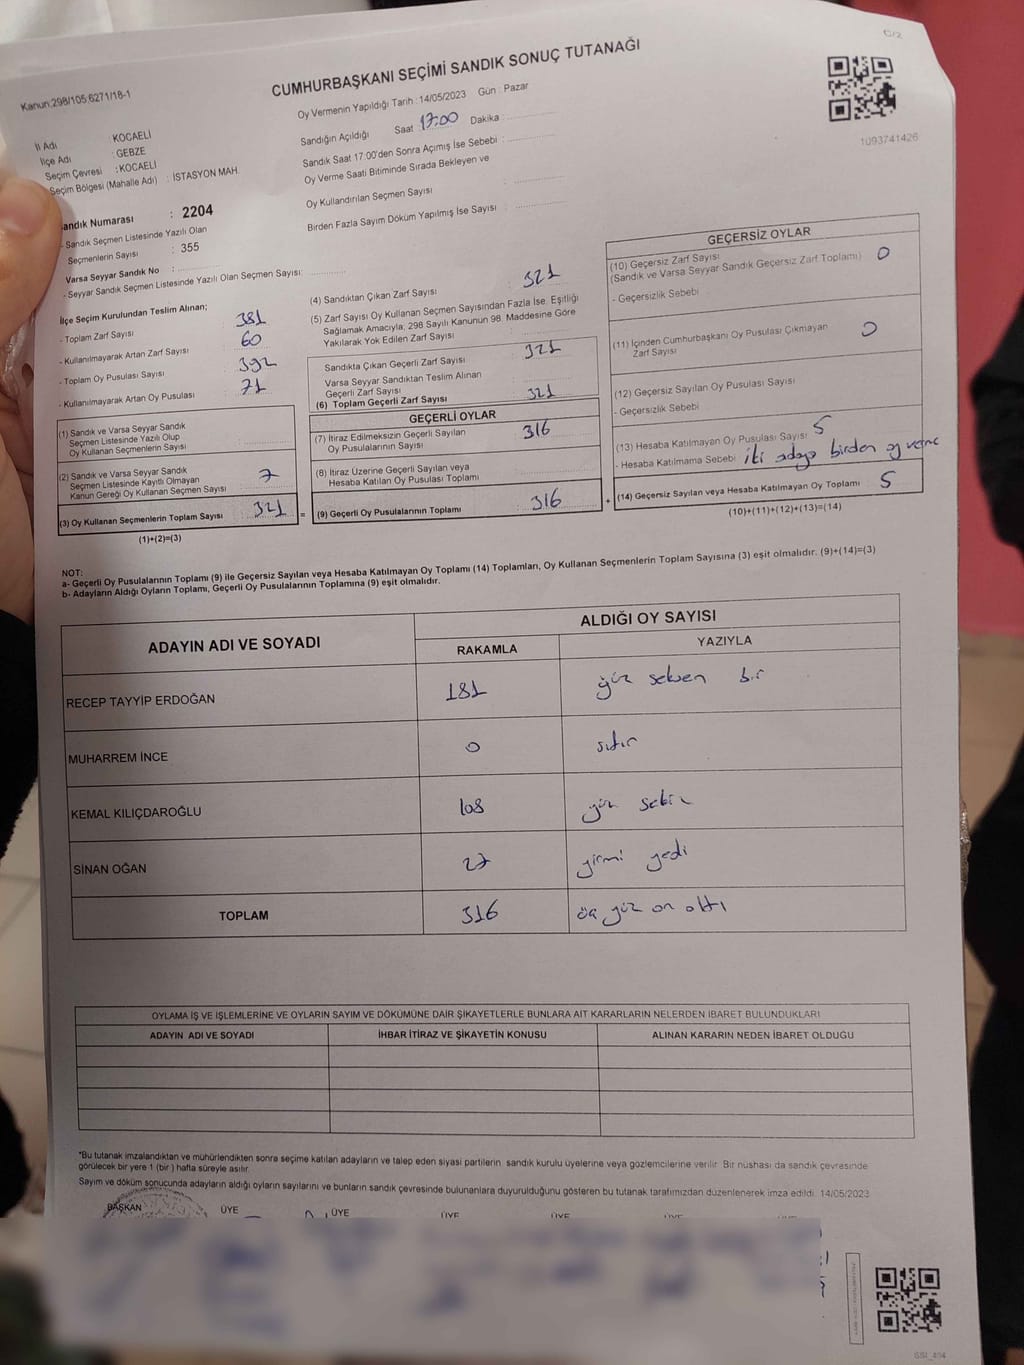 C/2
Kanun:298/105;6271/18-1
CUMHURBAŞKANI SEÇİMİ SANDIK SONUÇ TUTANAĞI
1093741426
İl Adı : KOCAELİ
İlçe Adı : GEBZE
Seçim Çevresi : KOCAELİ
Seçim Bölgesi (Mahalle Adı) : İSTASYON MAH.
Oy Vermenin Yapıldığı Tarih : 14/05/2023 Gün : Pazar
Sandığın Açıldığı Saat 17:00 Dakika
Sandık Saat 17:00'den Sonra Açımış İse Sebebi :
Oy Verme Saati Bitiminde Sırada Bekleyen ve
Oy Kullandırılan Seçmen Sayısı :
Birden Fazla Sayım Döküm Yapılmış İse Sayısı :
andık Numarası : 2204
- Sandık Seçmen Listesinde Yazılı Olan
Seçmenlerin Sayısı : 355
Varsa Seyyar Sandık No :
- Seyyar Sandık Seçmen Listesinde Yazılı Olan Seçmen Sayısı:
İlçe Seçim Kurulundan Teslim Alınan;
- Toplam Zarf Sayısı : 381
- Kullanılmayarak Artan Zarf Sayısı : 60
- Toplam Oy Pusulası Sayısı : 392
- Kullanılmayarak Artan Oy Pusulası : 71
(1) Sandık ve Varsa Seyyar Sandık
Seçmen Listesinde Yazılı Olup
Oy Kullanan Seçmenlerin Sayısı :
(2) Sandık ve Varsa Seyyar Sandık
Seçmen Listesinde Kayıtlı Olmayan
Kanun Gereği Oy Kullanan Seçmen Sayısı : 7
(3) Oy Kullanan Seçmenlerin Toplam Sayısı : 321 =
(1)+(2)=(3)
(4) Sandıktan Çıkan Zarf Sayısı : 321
(5) Zarf Sayısı Oy Kullanan Seçmen Sayısından Fazla İse, Eşitliği
Sağlamak Amacıyla, 298 Sayılı Kanunun 98. Maddesine Göre
Yakılarak Yok Edilen Zarf Sayısı :
Sandıkta Çıkan Geçerli Zarf Sayısı : 321
Varsa Seyyar Sandıktan Teslim Alınan
Geçerli Zarf Sayısı :
(6) Toplam Geçerli Zarf Sayısı : 321
GEÇERLİ OYLAR
(7) İtiraz Edilmeksizin Geçerli Sayılan
Oy Pusulalarının Sayısı : 316
(8) İtiraz Üzerine Geçerli Sayılan veya
Hesaba Katılan Oy Pusulası Toplamı :
(9) Geçerli Oy Pusulalarının Toplamı : 316 +
GEÇERSİZ OYLAR
(10) Geçersiz Zarf Sayısı
(Sandık ve Varsa Seyyar Sandık Geçersiz Zarf Toplamı) : 0
- Geçersizlik Sebebi :
(11) İçinden Cumhurbaşkanı Oy Pusulası Çıkmayan
Zarf Sayısı : 0
(12) Geçersiz Sayılan Oy Pusulası Sayısı :
- Geçersizlik Sebebi :
(13) Hesaba Katılmayan Oy Pusulası Sayısı : 5
- Hesaba Katılmama Sebebi : iki adaya birden oy verme
(14) Geçersiz Sayılan veya Hesaba Katılmayan Oy Toplamı : 5
(10)+(11)+(12)+(13)=(14)
NOT:
a- Geçerli Oy Pusulalarının Toplamı (9) ile Geçersiz Sayılan veya Hesaba Katılmayan Oy Toplamı (14) Toplamları, Oy Kullanan Seçmenlerin Toplam Sayısına (3) eşit olmalıdır. (9)+(14)=(3)
b- Adayların Aldığı Oyların Toplamı, Geçerli Oy Pusulalarının Toplamına (9) eşit olmalıdır.
ADAYIN ADI VE SOYADI ALDIĞI OY SAYISI
RAKAMLA YAZIYLA
RECEP TAYYİP ERDOĞAN 181 yüz seksen bir
MUHARREM İNCE 0 sıfır
KEMAL KILIÇDAROĞLU 108 yüz sekiz
SİNAN OĞAN 27 yirmi yedi
TOPLAM 316 üç yüz on altı
OYLAMA İŞ VE İŞLEMLERİNE VE OYLARIN SAYIM VE DÖKÜMÜNE DAİR ŞİKAYETLERLE BUNLARA AİT KARARLARIN NELERDEN İBARET BULUNDUKLARI
ADAYIN ADI VE SOYADI İHBAR İTİRAZ VE ŞİKAYETİN KONUSU ALINAN KARARIN NEDEN İBARET OLDUĞU
*Bu tutanak imzalandıktan ve mühürlendikten sonra seçime katılan adayların ve talep eden siyasi partilerin sandık kurulu üyelerine veya gözlemcilerine verilir. Bir nüshası da sandık çevresinde
görülecek bir yere 1 (bir ) hafta süreyle asılır.
Sayım ve döküm sonucunda adayların aldığı oyların sayılarını ve bunların sandık çevresinde bulunanlara duyurulduğunu gösteren bu tutanak tarafımızdan düzenlenerek imza edildi. 14/05/2023
BAŞKAN ÜYE ÜYE ÜYE ÜYE ÜYE ÜYE